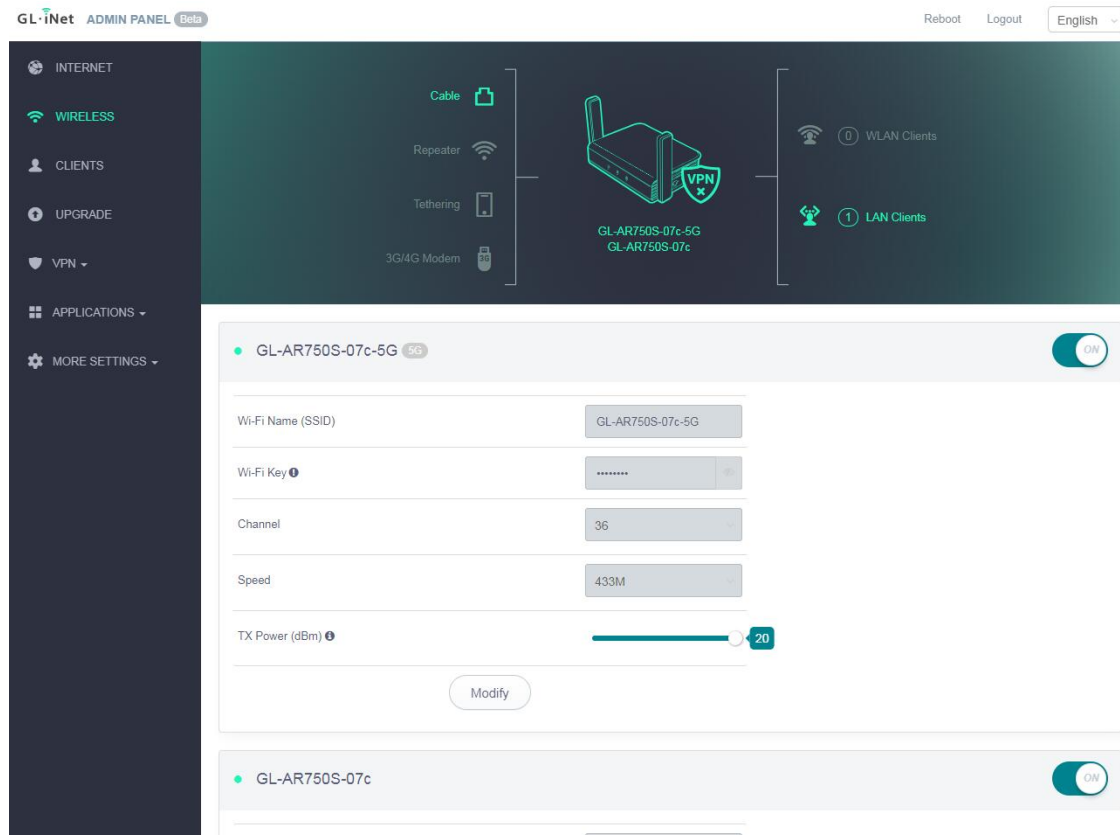 GL·iNet ADMIN PANEL Beta
Reboot Logout English
INTERNET
WIRELESS
CLIENTS
UPGRADE
VPN
APPLICATIONS
MORE SETTINGS
Cable
Repeater
Tethering
3G/4G Modem
3G
VPN
GL-AR750S-07c-5G
GL-AR750S-07c
0 WLAN Clients
1 LAN Clients
GL-AR750S-07c-5G 5G ON
Wi-Fi Name (SSID) GL-AR750S-07c-5G
Wi-Fi Key ••••••••
Channel 36
Speed 433M
TX Power (dBm) 20
Modify
GL-AR750S-07c ON